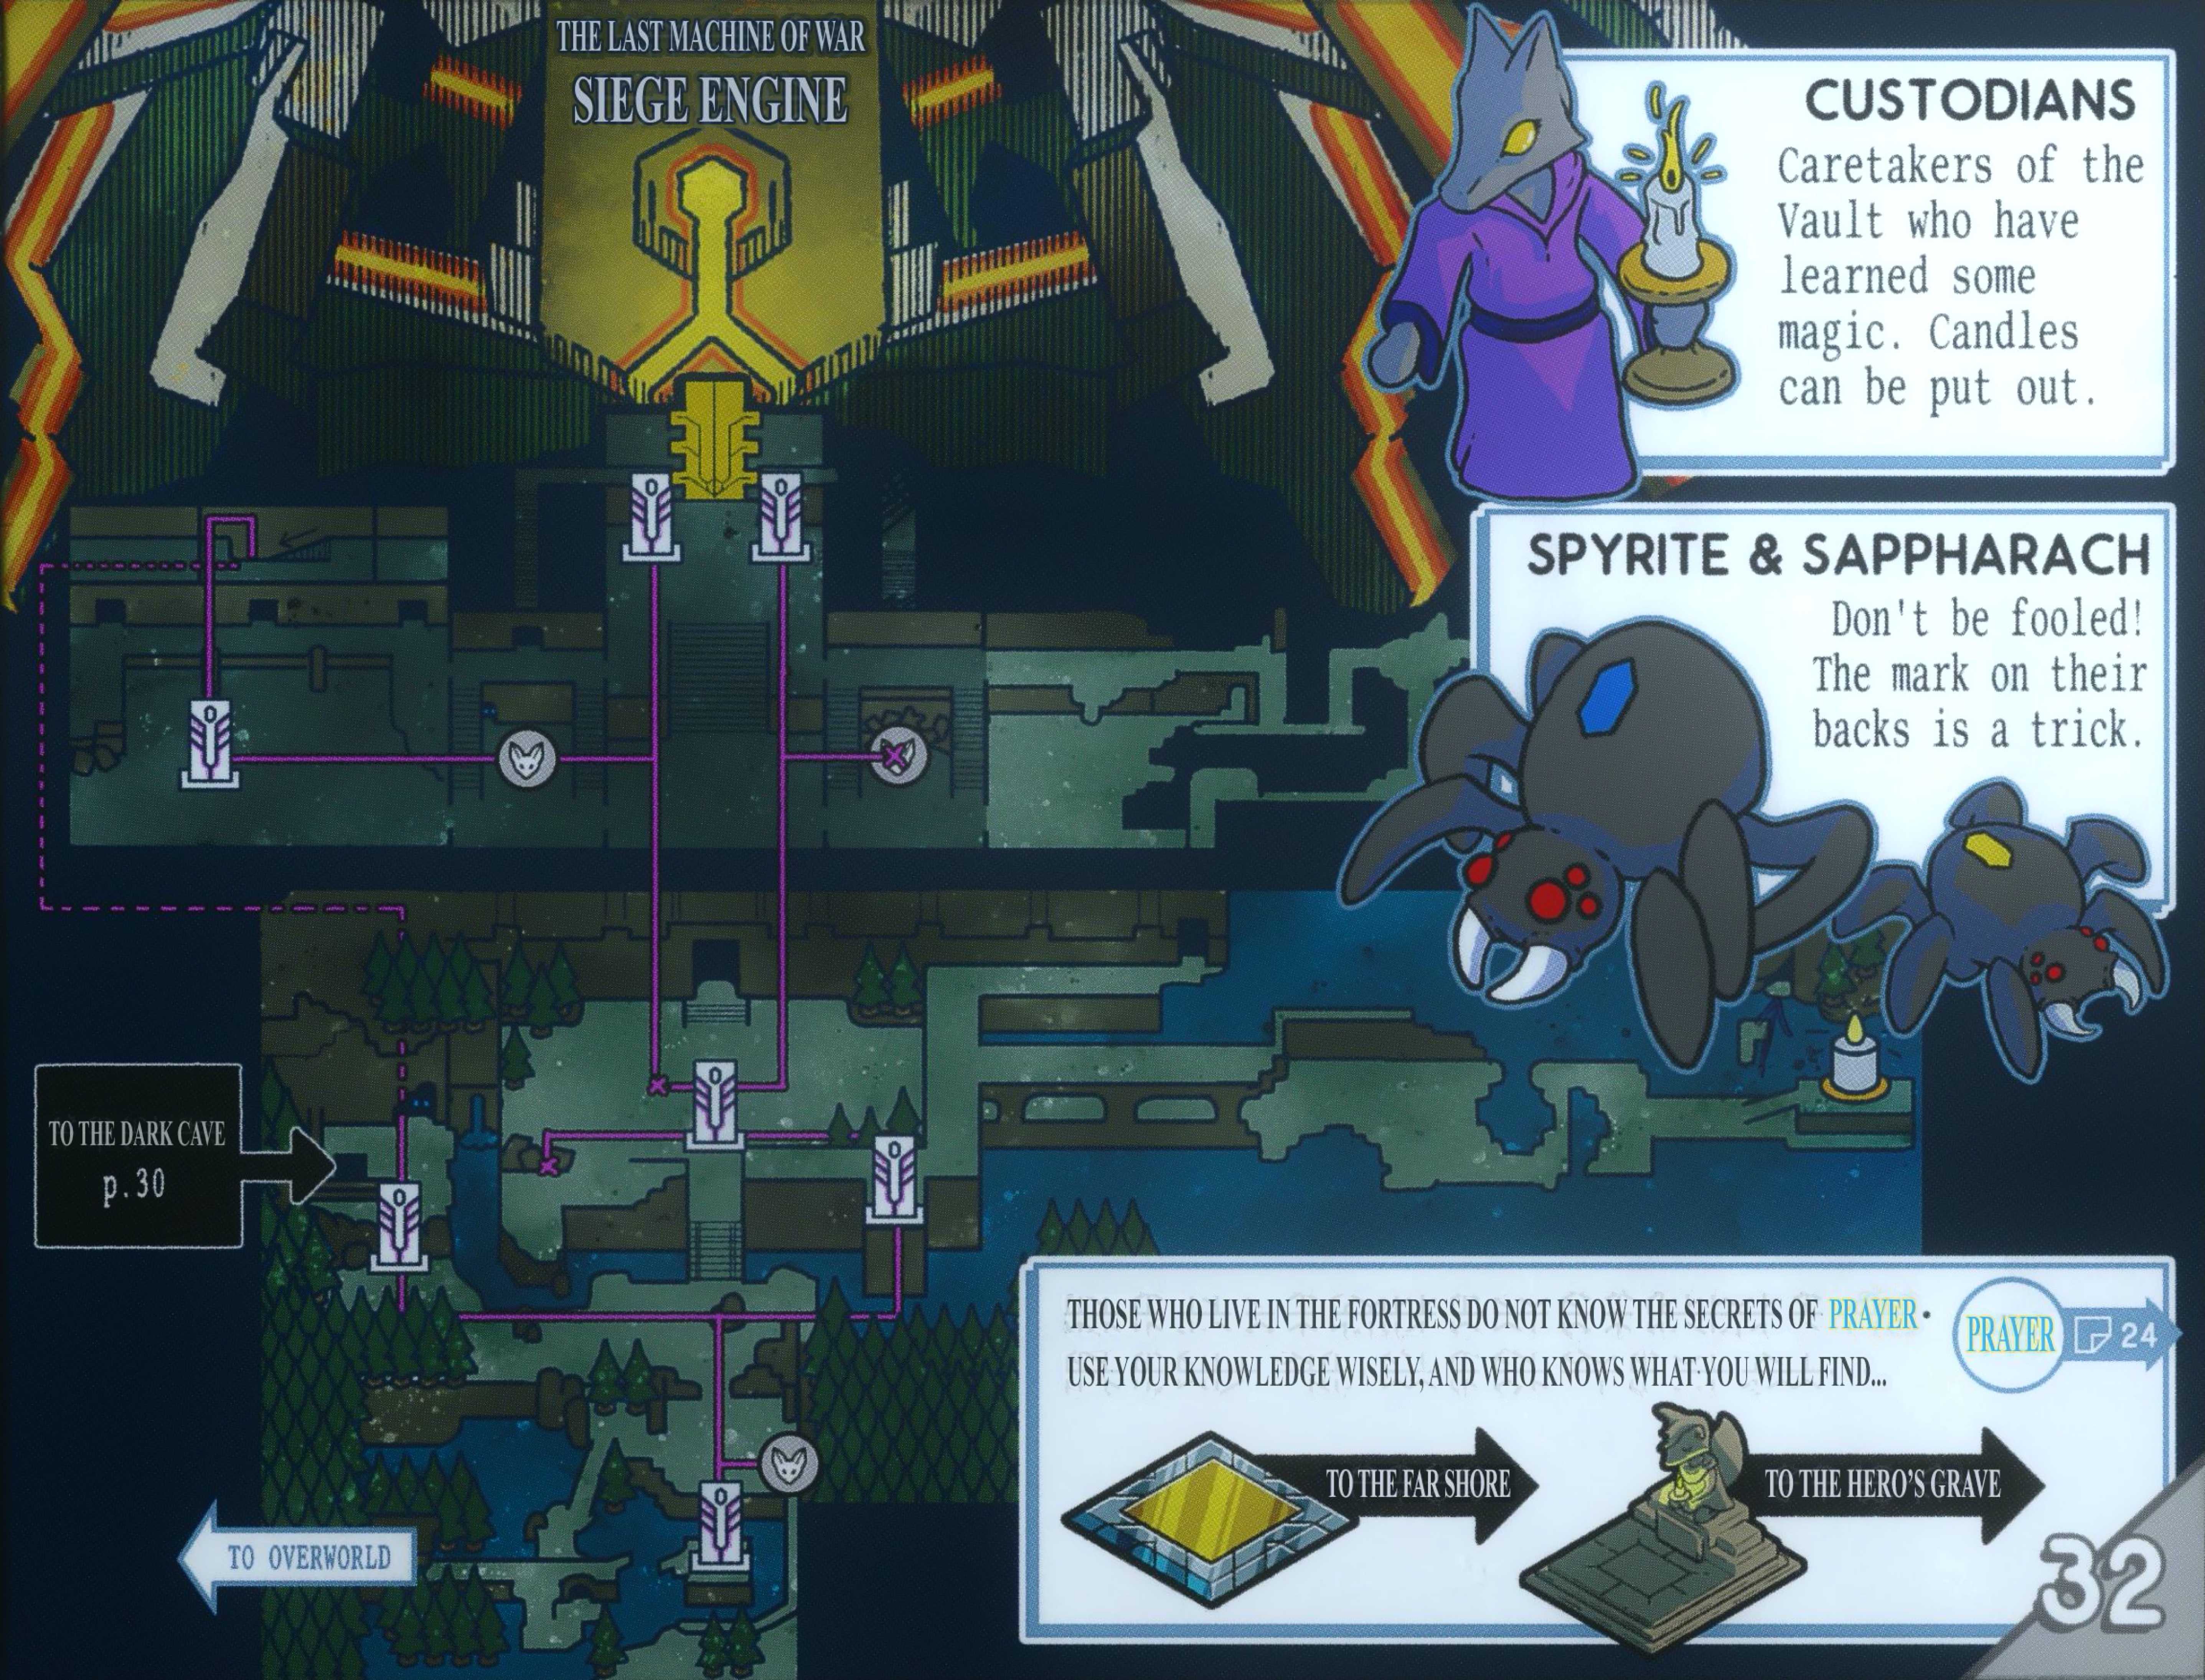 THE LAST MACHINE OF WAR
SIEGE ENGINE
CUSTODIANS
Caretakers of the
Vault who have
learned some
magic. Candles
can be put out.
SPYRITE & SAPPHARACH
Don't be fooled!
The mark on their
backs is a trick.
TO THE DARK CAVE
p.30
TO OVERWORLD
THOSE WHO LIVE IN THE FORTRESS DO NOT KNOW THE SECRETS OF PRAYER·
USE YOUR KNOWLEDGE WISELY, AND WHO KNOWS WHAT YOU WILL FIND...
PRAYER 24
TO THE FAR SHORE
TO THE HERO'S GRAVE
32